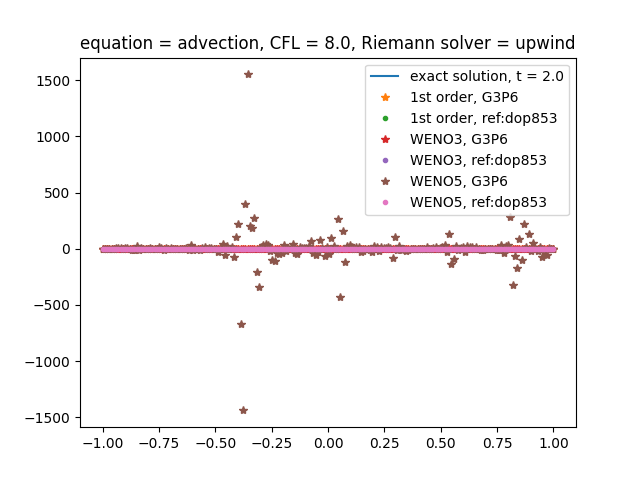 equation = advection, CFL = 8.0, Riemann solver = upwind
exact solution, t = 2.0
1st order, G3P6
1st order, ref:dop853
WENO3, G3P6
WENO3, ref:dop853
WENO5, G3P6
WENO5, ref:dop853
1500
1000
500
0
−500
−1000
−1500
−1.00 −0.75 −0.50 −0.25 0.00 0.25 0.50 0.75 1.00